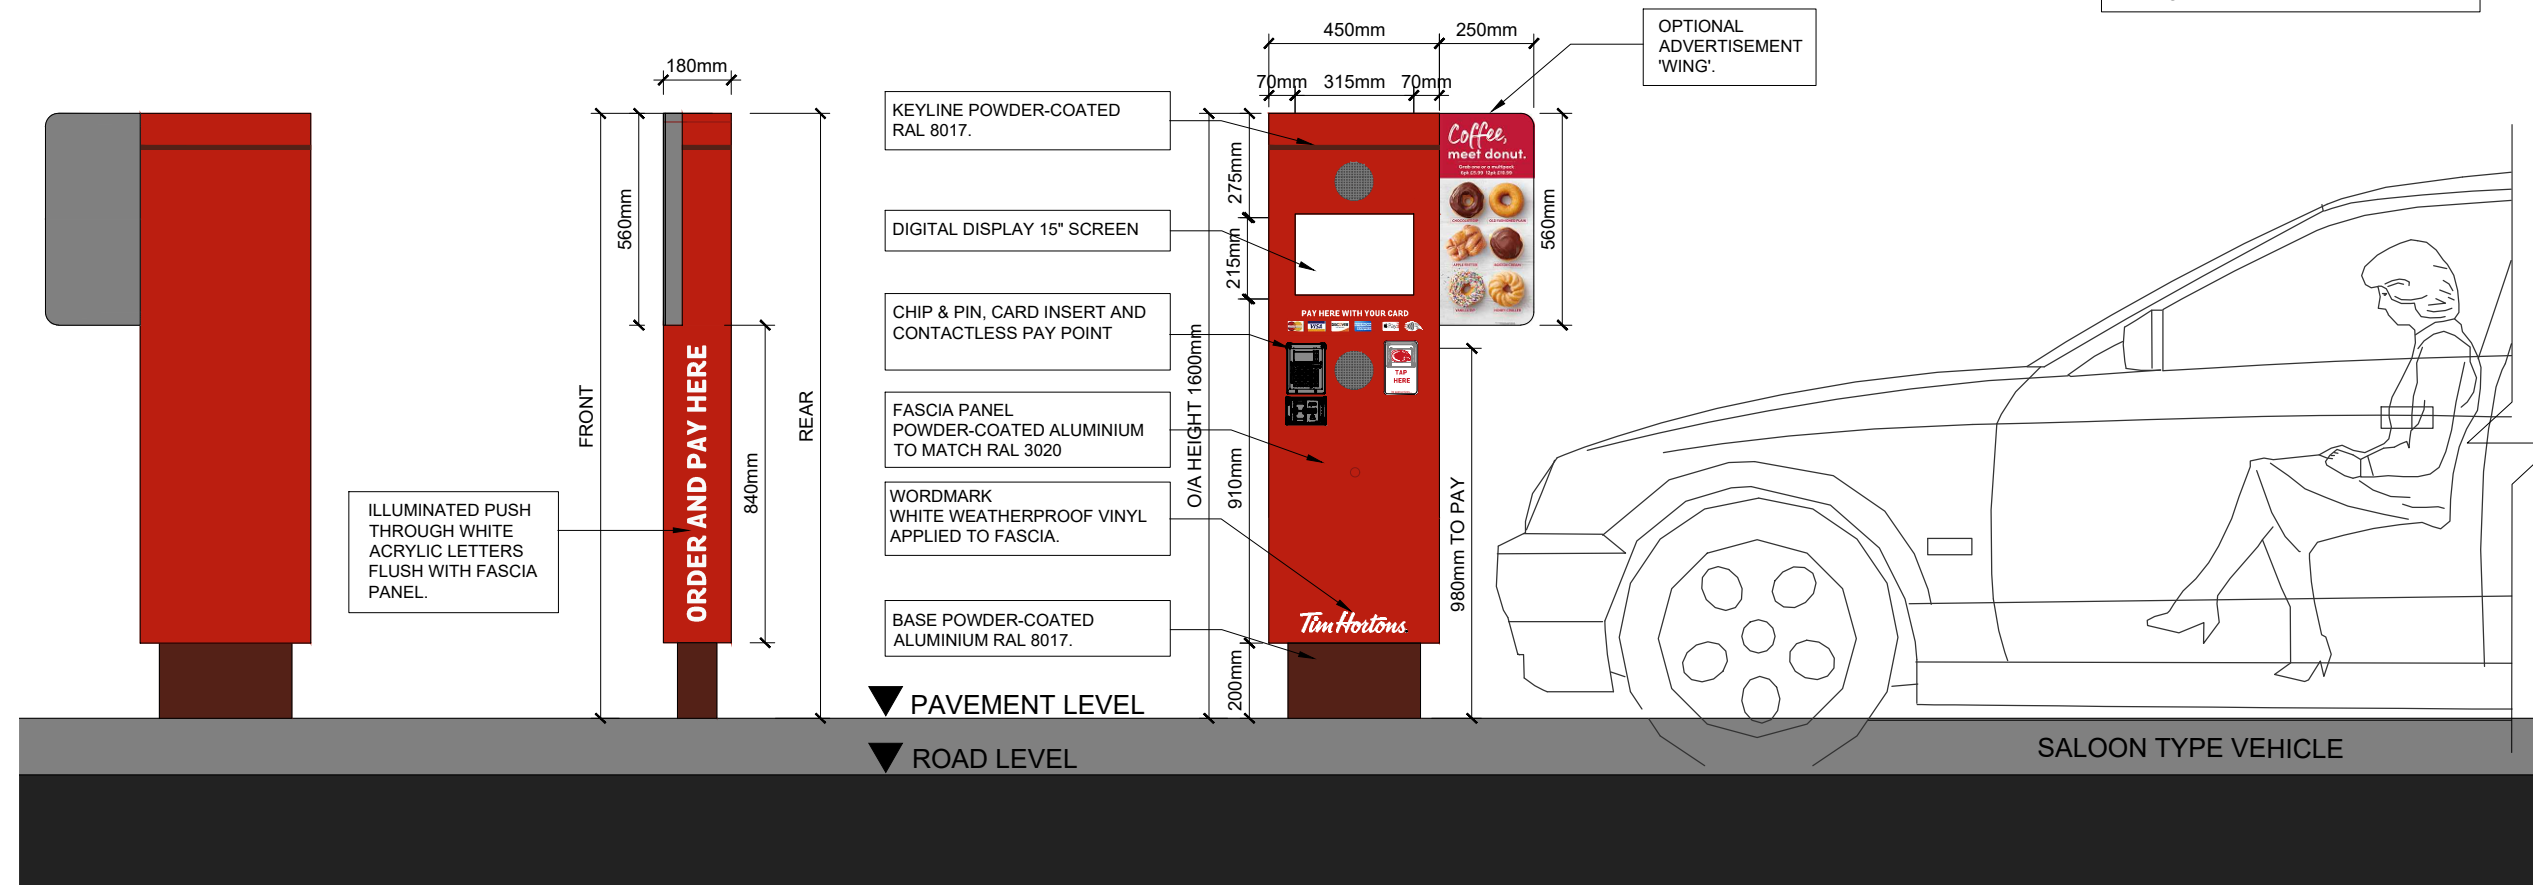 180mm
560mm
FRONT
840mm
REAR
ORDER AND PAY HERE
ILLUMINATED PUSH
THROUGH WHITE
ACRYLIC LETTERS
FLUSH WITH FASCIA
PANEL.
KEYLINE POWDER-COATED
RAL 8017.
DIGITAL DISPLAY 15" SCREEN
CHIP & PIN, CARD INSERT AND
CONTACTLESS PAY POINT
FASCIA PANEL
POWDER-COATED ALUMINIUM
TO MATCH RAL 3020
WORDMARK
WHITE WEATHERPROOF VINYL
APPLIED TO FASCIA.
BASE POWDER-COATED
ALUMINIUM RAL 8017.
PAVEMENT LEVEL
ROAD LEVEL
450mm
250mm
70mm
315mm
70mm
OPTIONAL
ADVERTISEMENT
'WING'.
275mm
215mm
O/A HEIGHT 1600mm
910mm
200mm
560mm
980mm TO PAY
Coffee,
meet donut.
Grab one or a multipack
PAY HERE WITH YOUR CARD
VISA
TAP
HERE
Tim Hortons
SALOON TYPE VEHICLE